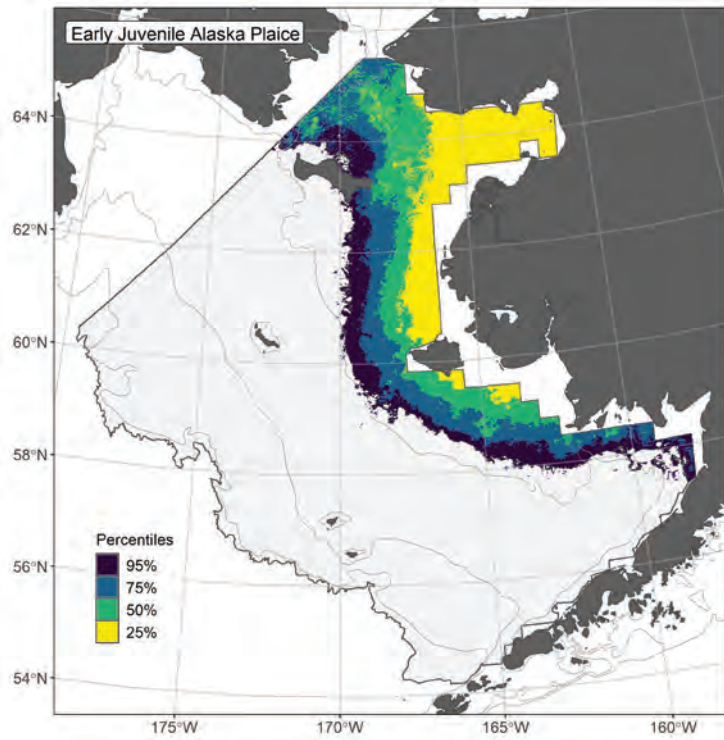 Early Juvenile Alaska Plaice
64°N
62°N
60°N
58°N
56°N
54°N
Percentiles
95%
75%
50%
25%
175°W
170°W
165°W
160°W